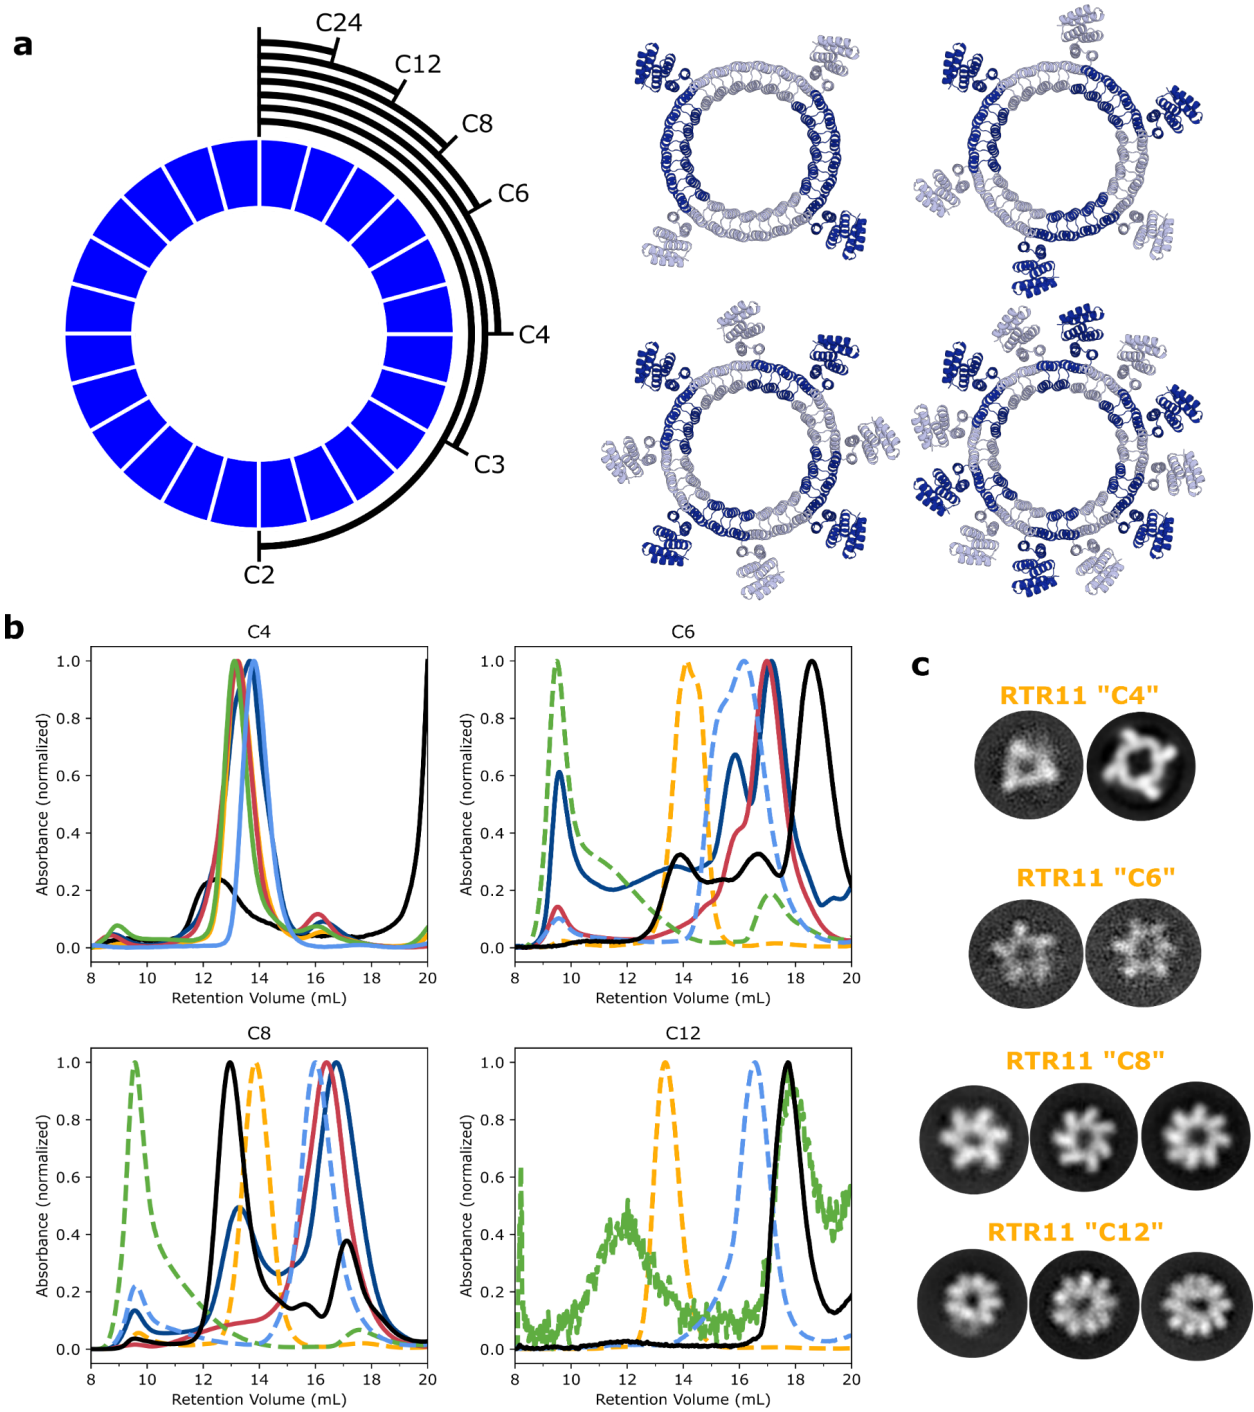 a
C24
C12
C8
C6
C4
C3
C2
b
C4
Absorbance (normalized)
1.0
0.8
0.6
0.4
0.2
0.0
8 10 12 14 16 18 20
Retention Volume (mL)
C6
Absorbance (normalized)
1.0
0.8
0.6
0.4
0.2
0.0
8 10 12 14 16 18 20
Retention Volume (mL)
C8
Absorbance (normalized)
1.0
0.8
0.6
0.4
0.2
0.0
8 10 12 14 16 18 20
Retention Volume (mL)
C12
Absorbance (normalized)
1.0
0.8
0.6
0.4
0.2
0.0
8 10 12 14 16 18 20
Retention Volume (mL)
c
RTR11 "C4"
RTR11 "C6"
RTR11 "C8"
RTR11 "C12"